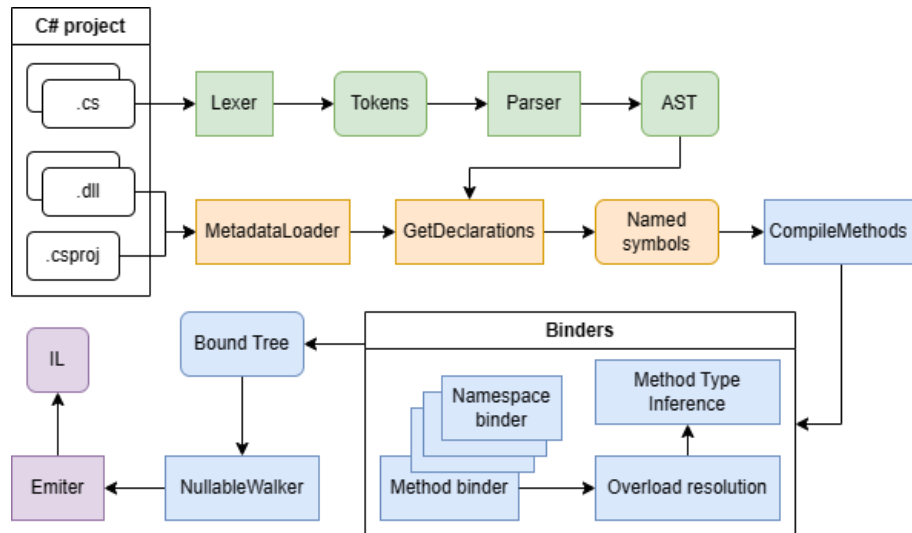 C# project
.cs
Lexer
Tokens
Parser
AST
.dll
.csproj
MetadataLoader
GetDeclarations
Named
symbols
CompileMethods
IL
Bound Tree
Binders
Namespace
binder
Method Type
Inference
Emiter
NullableWalker
Method binder
Overload resolution